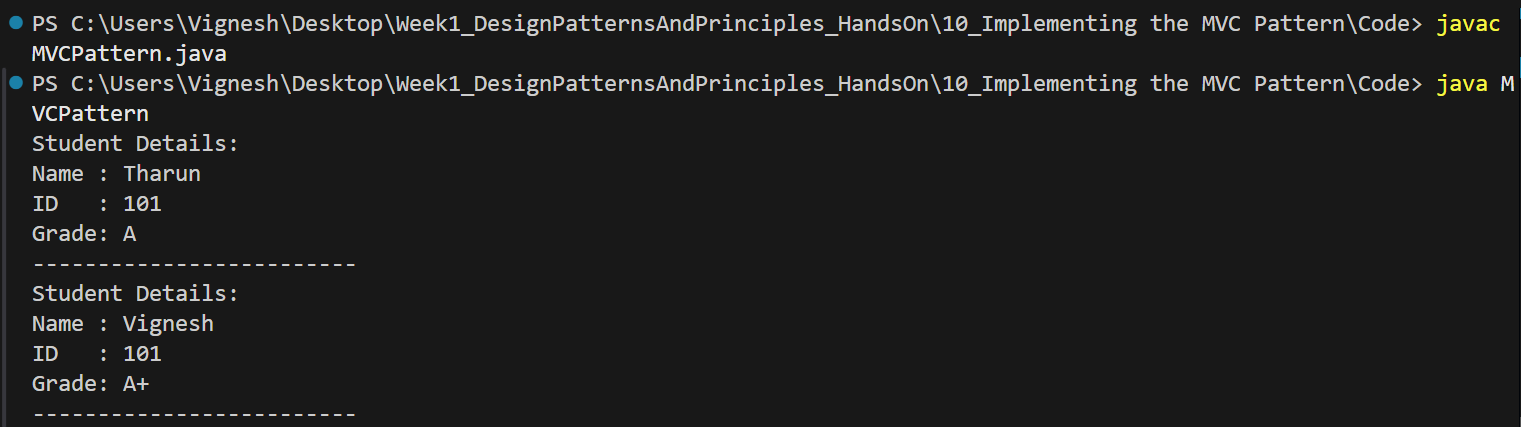 PS C:\Users\Vignesh\Desktop\Week1_DesignPatternsAndPrinciples_HandsOn\10_Implementing the MVC Pattern\Code> javac
MVCPattern.java
PS C:\Users\Vignesh\Desktop\Week1_DesignPatternsAndPrinciples_HandsOn\10_Implementing the MVC Pattern\Code> java M
VCPattern
Student Details:
Name : Tharun
ID   : 101
Grade: A
-------------------------
Student Details:
Name : Vignesh
ID   : 101
Grade: A+
-------------------------